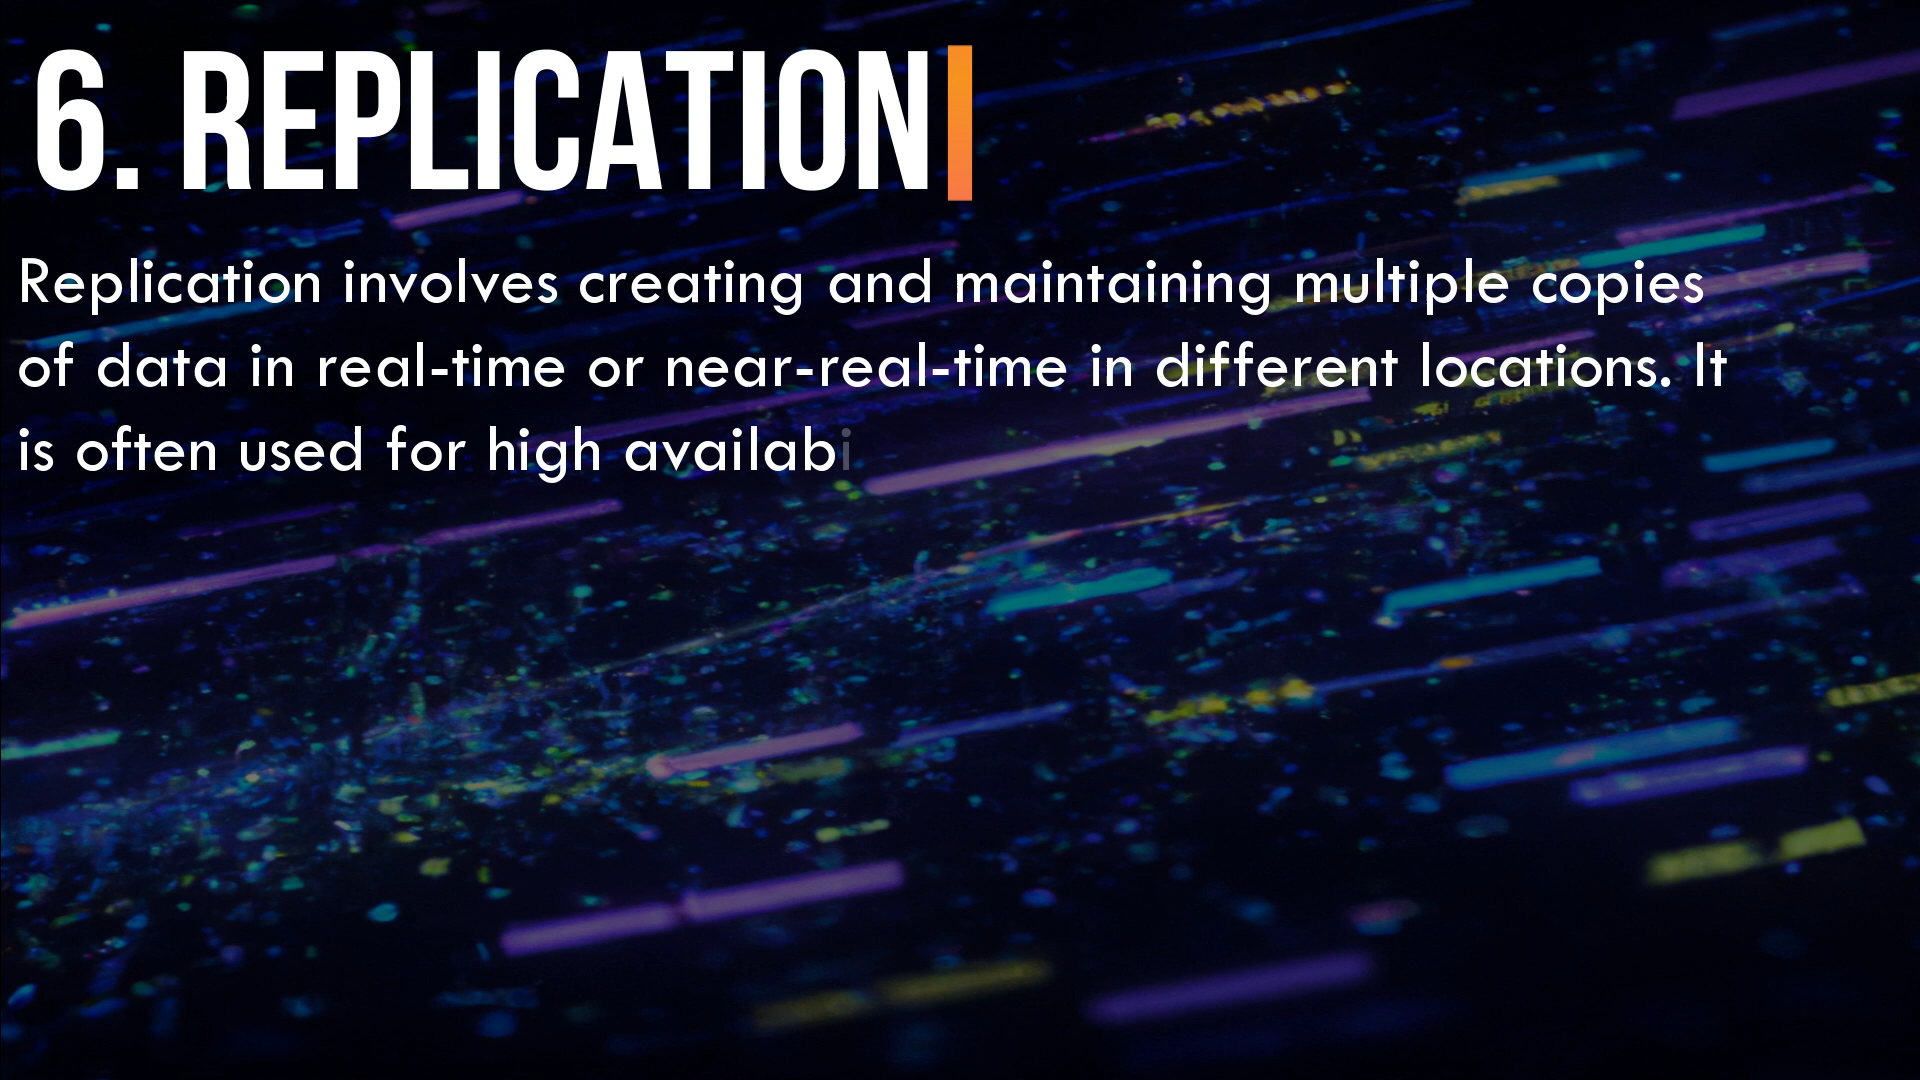 6. REPLICATION
Replication involves creating and maintaining multiple copies
of data in real-time or near-real-time in different locations. It
is often used for high availabi